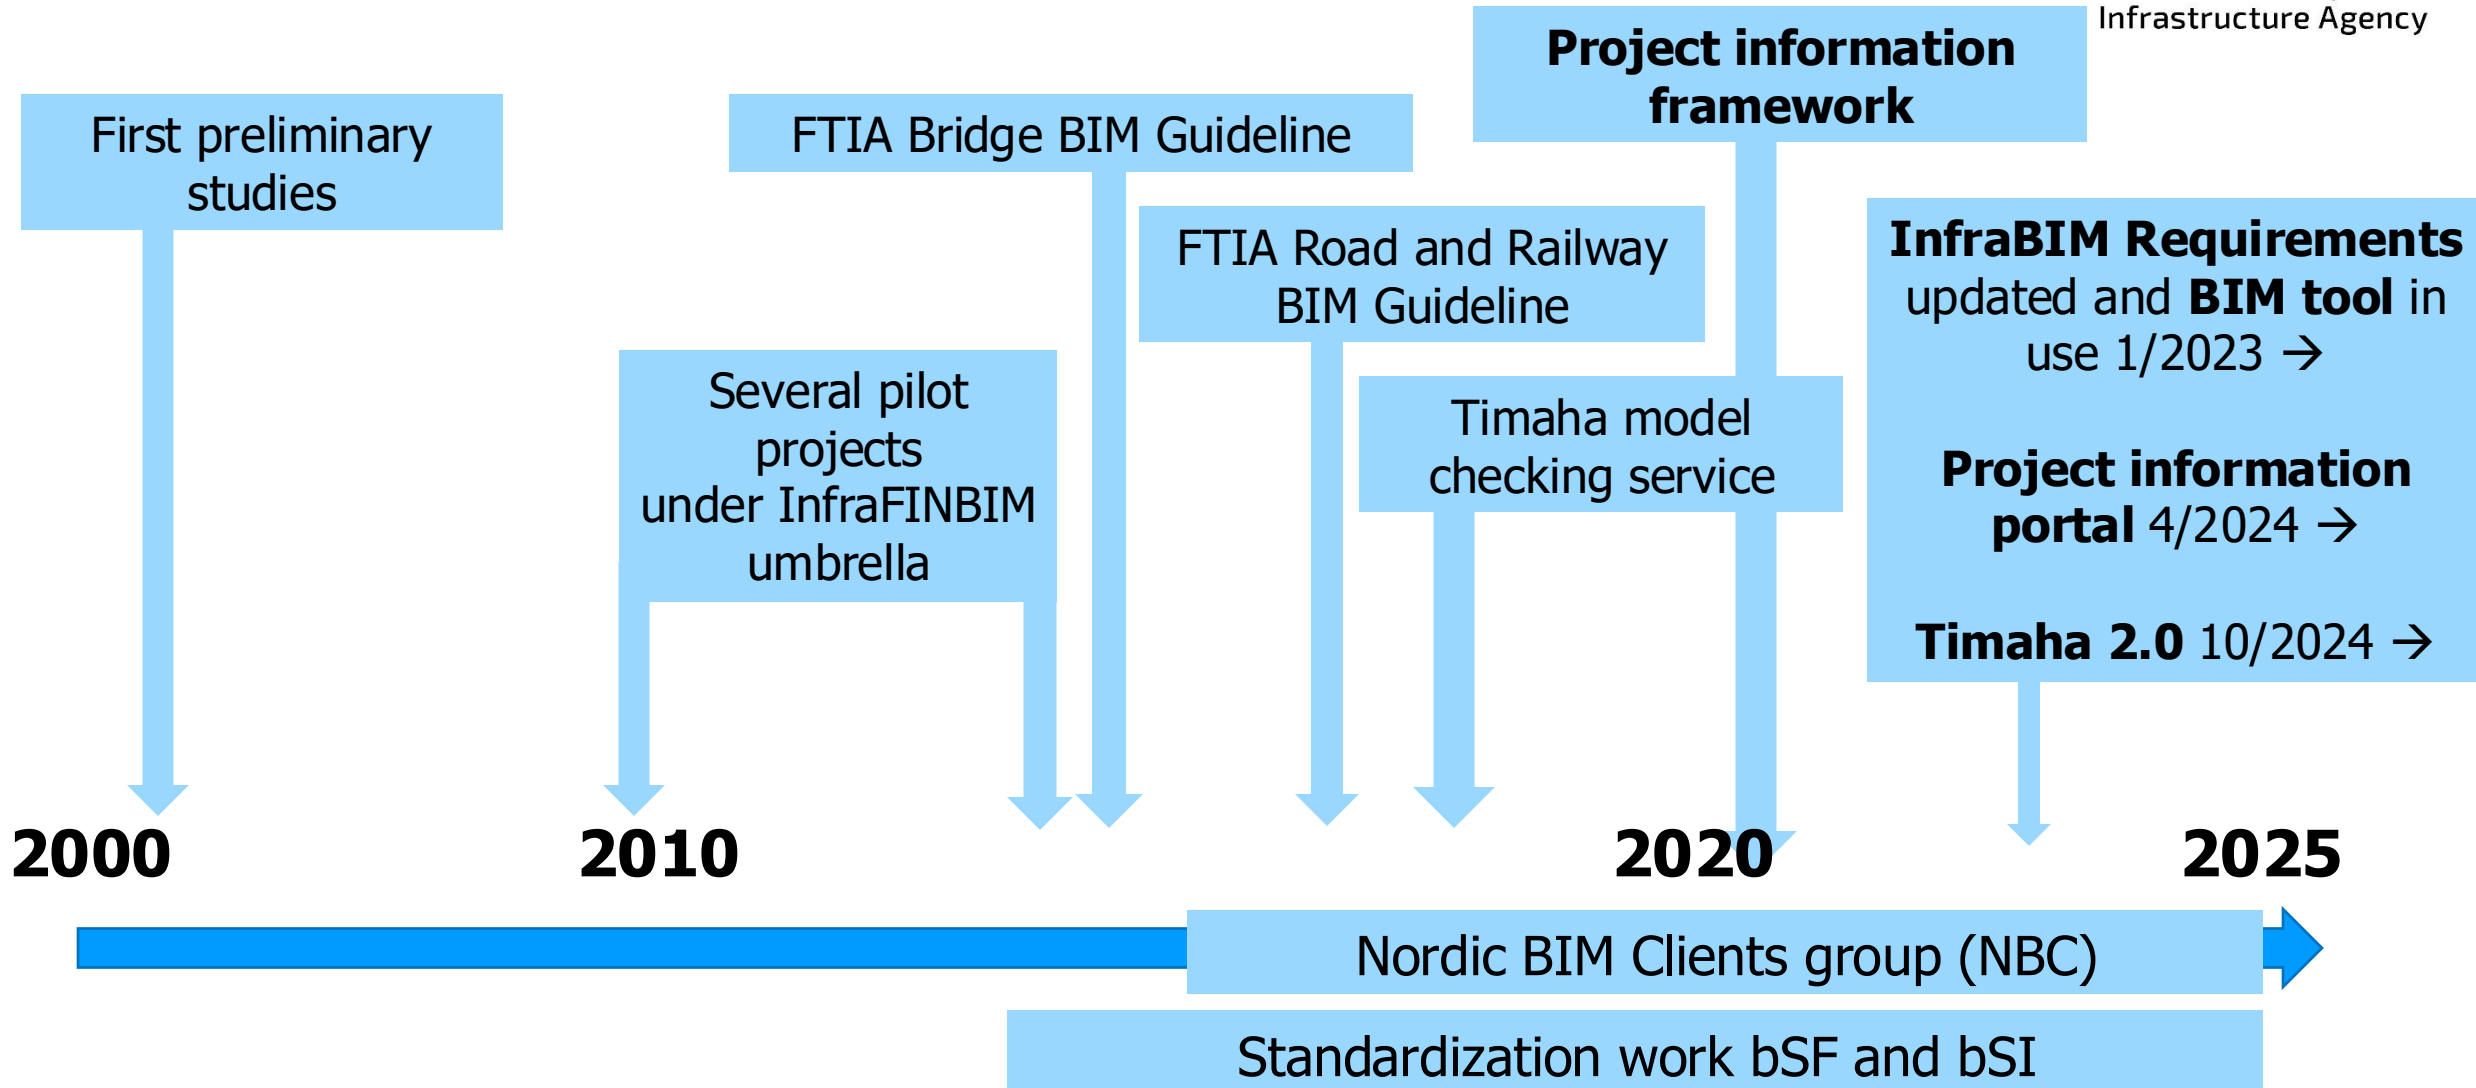 Infrastructure Agency
Project information
framework
First preliminary
studies
FTIA Bridge BIM Guideline
FTIA Road and Railway
BIM Guideline
InfraBIM Requirements
updated and BIM tool in
use 1/2023 →
Project information
portal 4/2024 →
Timaha 2.0 10/2024 →
Several pilot
projects
under InfraFINBIM
umbrella
Timaha model
checking service
2000
2010
2020
2025
Nordic BIM Clients group (NBC)
Standardization work bSF and bSI